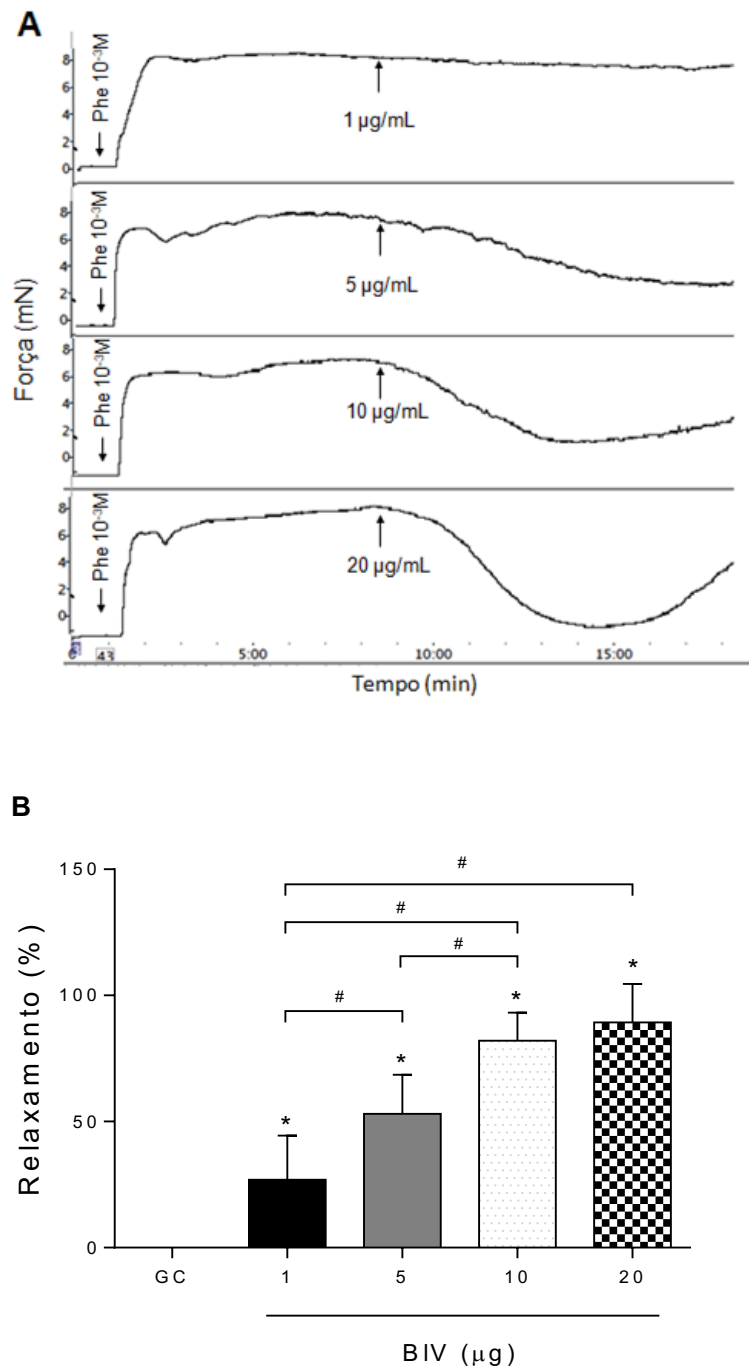 A
Phe 10⁻³M
8
6
4
2
0
1 µg/mL
Phe 10⁻³M
8
6
4
2
0
5 µg/mL
Phe 10⁻³M
8
6
4
2
0
10 µg/mL
Phe 10⁻³M
8
6
4
2
0
20 µg/mL
Força (mN)
43 5:00 10:00 15:00
Tempo (min)
B
Relaxamento (%)
150
100
50
0
#
#
#
#
* * * *
GC 1 5 10 20
BIV (µg)